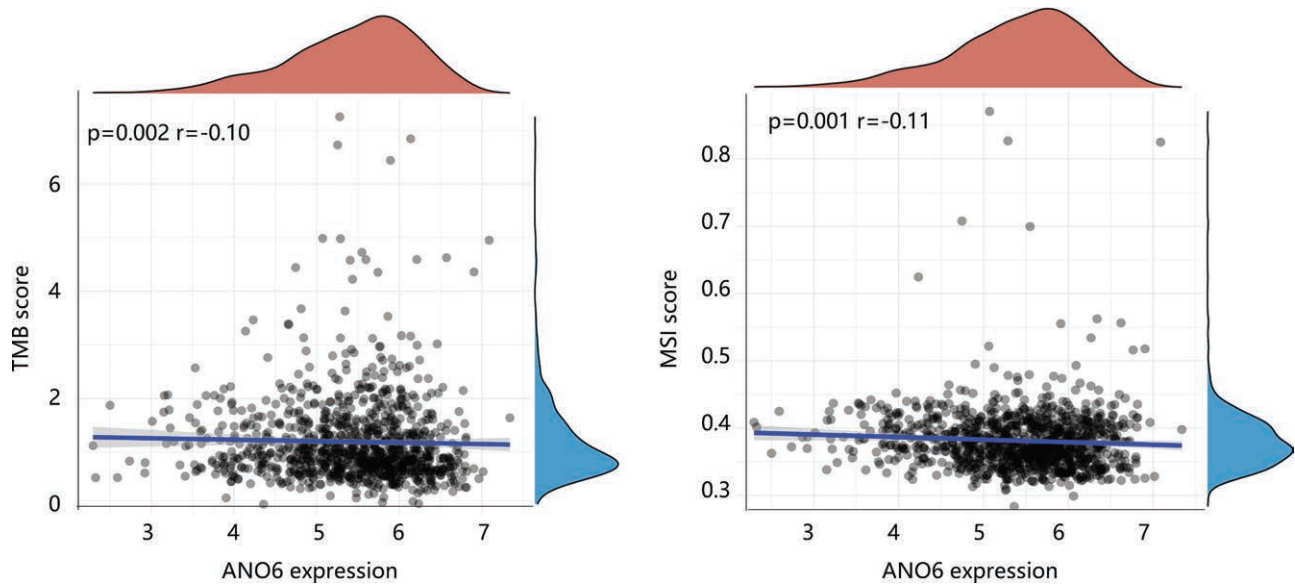 p=0.002 r=-0.10
TMB score
6
4
2
0
3 4 5 6 7
ANO6 expression
p=0.001 r=-0.11
MSI score
0.8
0.7
0.6
0.5
0.4
0.3
3 4 5 6 7
ANO6 expression